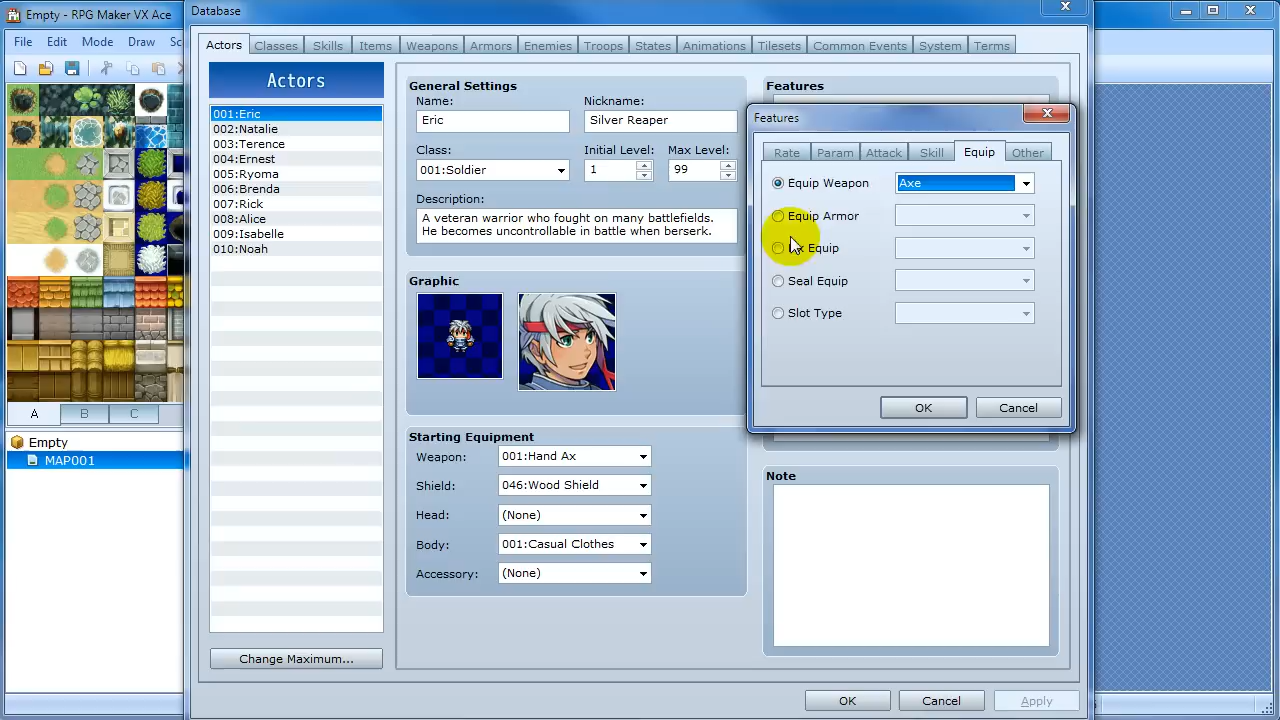 Empty - RPG Maker VX Ace
Database
File Edit Mode Draw
Actors Classes Skills Items Weapons Armors Enemies Troops States Animations Tilesets Common Events System Terms
Actors
001:Eric
002:Natalie
003:Terence
004:Ernest
005:Ryoma
006:Brenda
007:Rick
008:Alice
009:Isabelle
010:Noah
Change Maximum...
General Settings
Name: Nickname:
Eric Silver Reaper
Class: Initial Level: Max Level:
001:Soldier 1 99
Description:
A veteran warrior who fought on many battlefields.
He becomes uncontrollable in battle when berserk.
Graphic
Starting Equipment
Weapon: 001:Hand Ax
Shield: 046:Wood Shield
Head: (None)
Body: 001:Casual Clothes
Accessory: (None)
Features
Features
Rate Param Attack Skill Equip Other
Equip Weapon Axe
Equip Armor
Equip
Seal Equip
Slot Type
OK Cancel
Note
A B C
Empty
MAP001
OK Cancel Apply